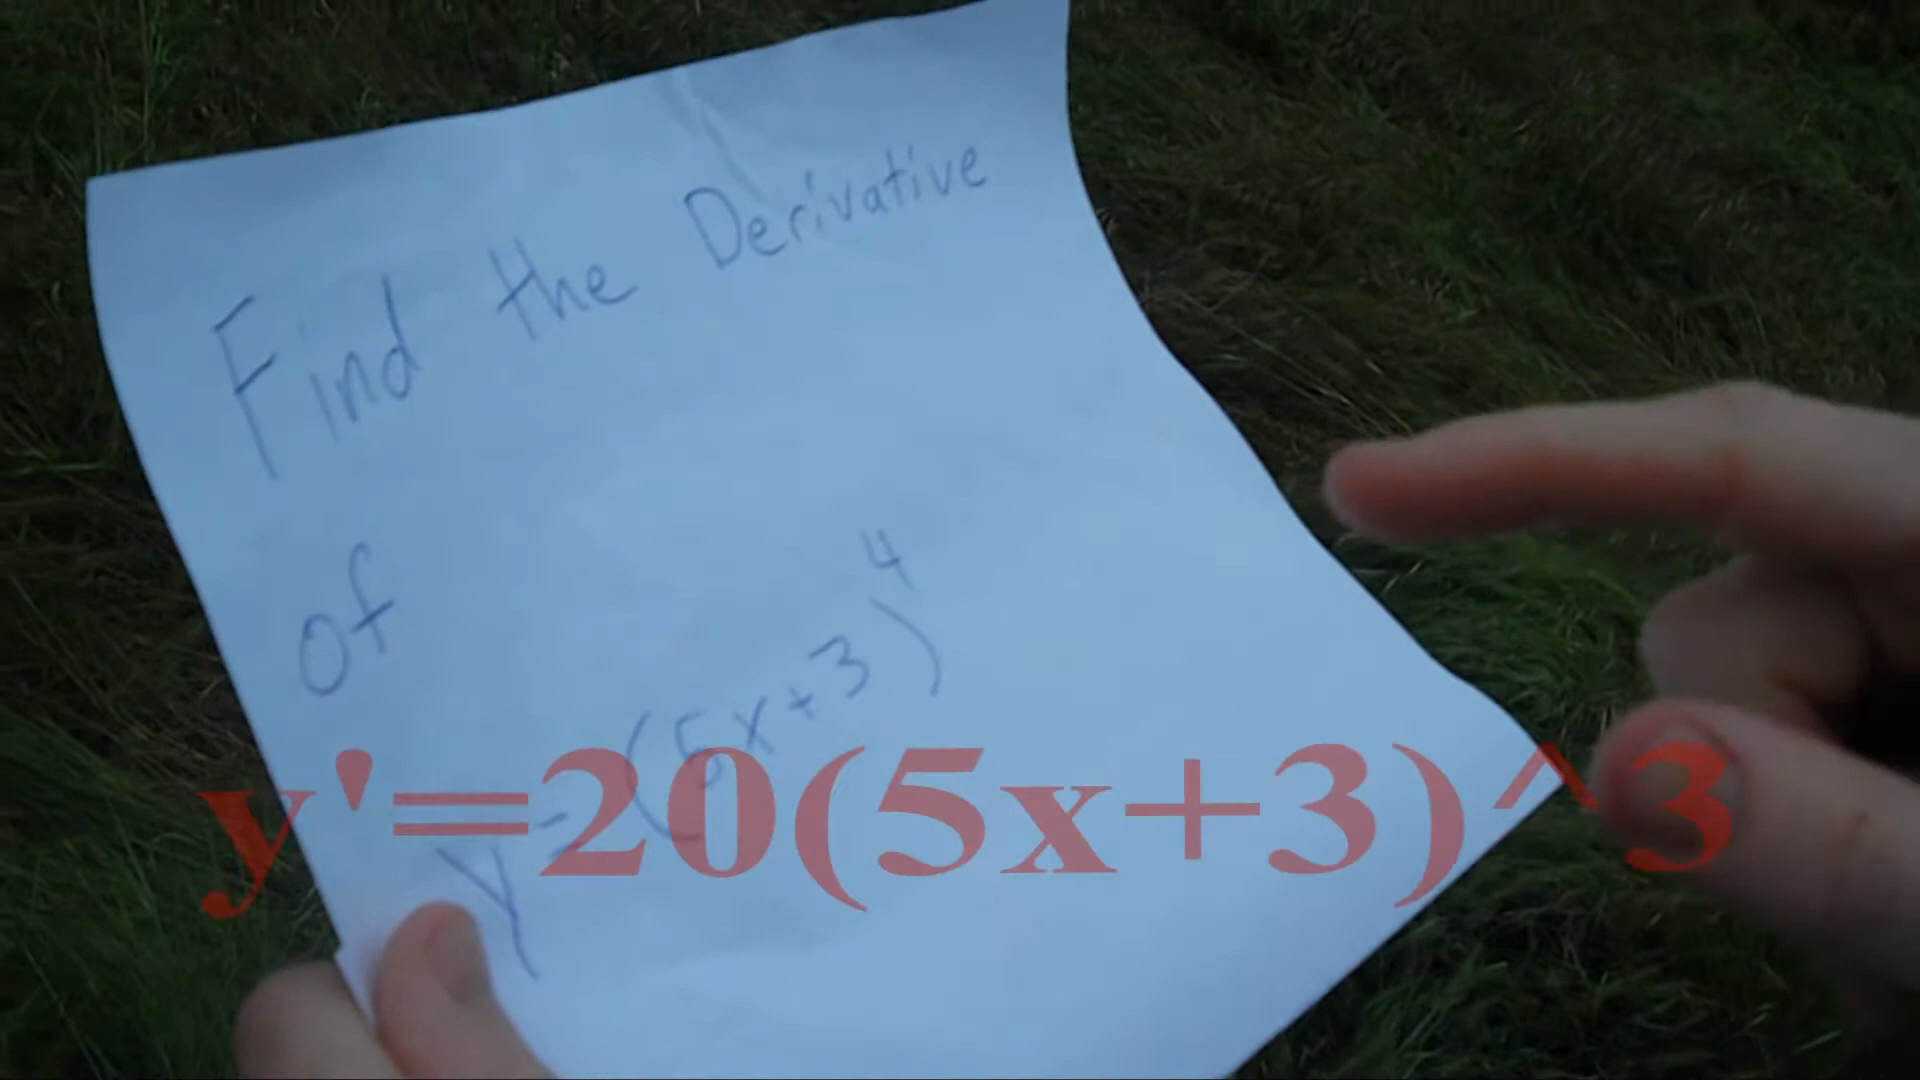 Find the Derivative
of
y=(5x+3)^4
y'=20(5x+3)^3